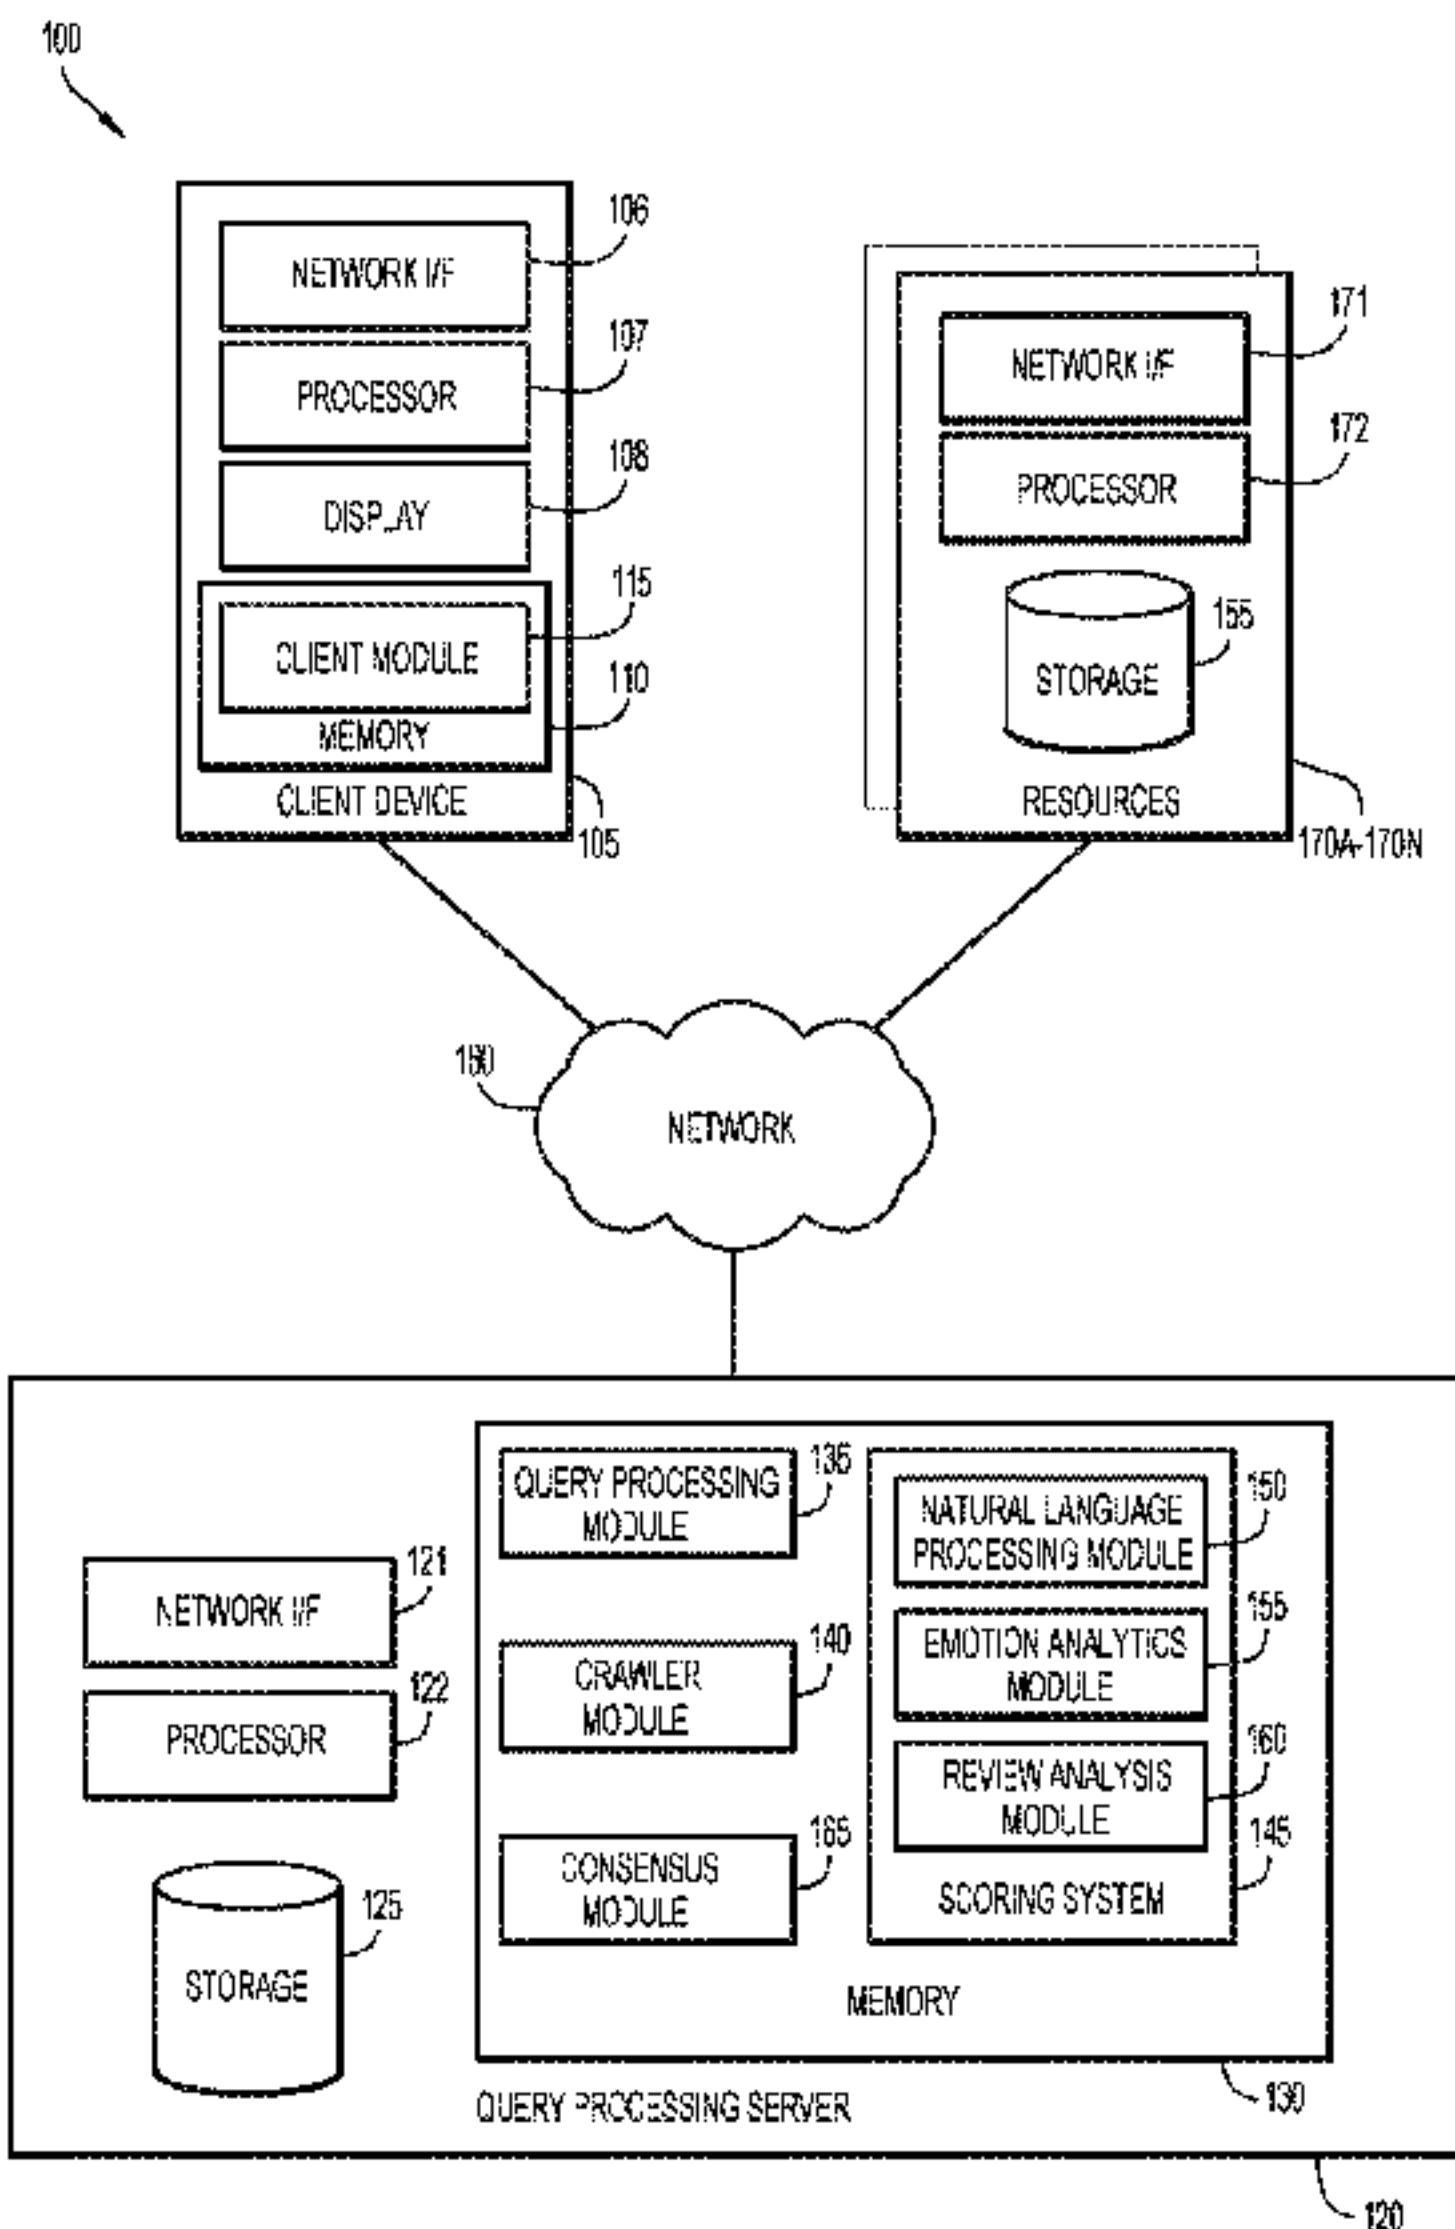 100
106
NETWORK I/F
107
PROCESSOR
108
DISPLAY
115
CLIENT MODULE
110
MEMORY
CLIENT DEVICE
105
171
NETWORK I/F
172
PROCESSOR
155
STORAGE
RESOURCES
170A-170N
150
NETWORK
135
QUERY PROCESSING
MODULE
150
NATURAL LANGUAGE
PROCESSING MODULE
121
NETWORK I/F
155
EMOTION ANALYTICS
MODULE
140
CRAWLER
MODULE
122
PROCESSOR
160
REVIEW ANALYSIS
MODULE
165
CONSENSUS
MODULE
145
SCORING SYSTEM
125
STORAGE
MEMORY
130
QUERY PROCESSING SERVER
120